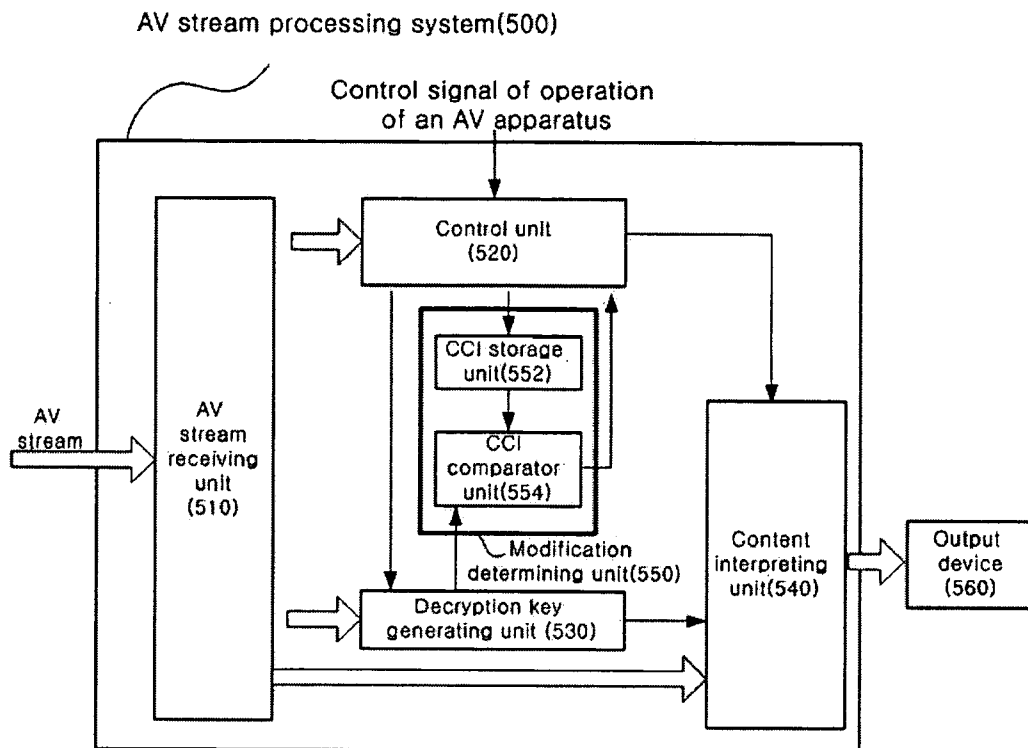 AV stream processing system(500)
Control signal of operation
of an AV apparatus
Control unit
(520)
CCI storage
unit(552)
AV
stream
AV
stream
receiving
unit
(510)
CCI
comparator
unit(554)
Modification
determining unit(550)
Content
interpreting
unit(540)
Output
device
(560)
Decryption key
generating unit (530)